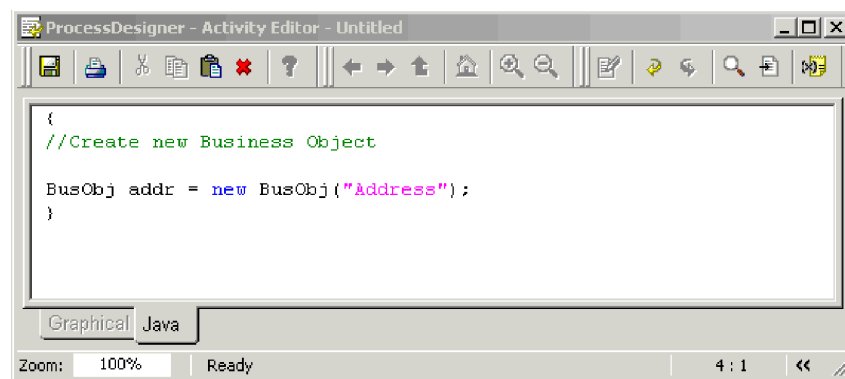 ProcessDesigner - Activity Editor - Untitled
{
//Create new Business Object
BusObj addr = new BusObj("Address");
}
Graphical Java
Zoom: 100% Ready 4 : 1 <<